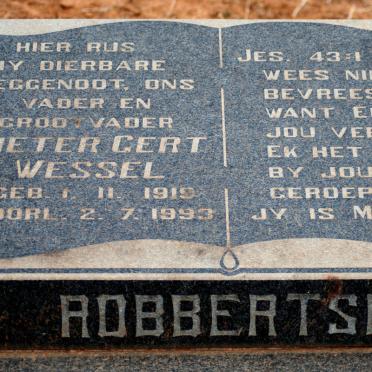 HIER RUS
MY DIERBARE
EGGENOOT, ONS
VADER EN
GROOTVADER
PIETER GERT
WESSEL
GEB. 1. 11. 1919
OORL. 2. 7. 1993
JES. 43:1
WEES NIE
BEVREES
WANT EK
JOU VER
EK HET
BY JOU
GEROEP
JY IS M
ROBBERTS